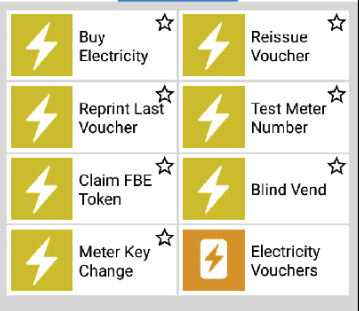 Buy
Electricity
Reissue
Voucher
Reprint Last
Voucher
Test Meter
Number
Claim FBE
Token
Blind Vend
Meter Key
Change
Electricity
Vouchers